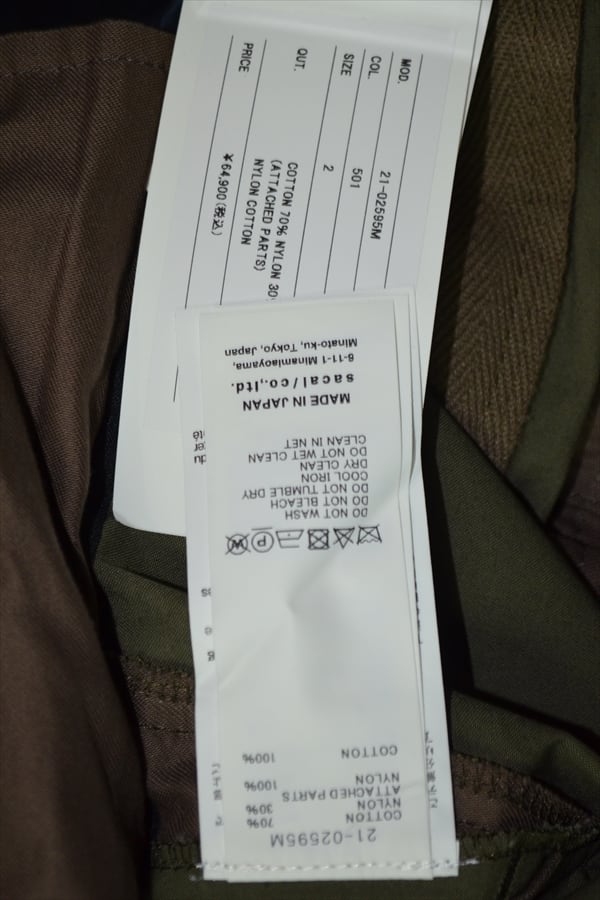 MOD. 21-02595M
COL. 501
SIZE 2
QUT. COTTON 70% NYLON 30
(ATTACHED PARTS)
NYLON COTTON
PRICE ¥64,900(税込)
21-02595M
COTTON 70%
NYLON 30%
ATTACHED PARTS
NYLON 100%
COTTON 100%
DO NOT WASH
DO NOT BLEACH
DO NOT TUMBLE DRY
COOL IRON
DRY CLEAN
DO NOT WET CLEAN
CLEAN IN NET
MADE IN JAPAN
sacai/co.,ltd.
6-11-1 Minamiaoyama,
Minato-ku, Tokyo, Japan